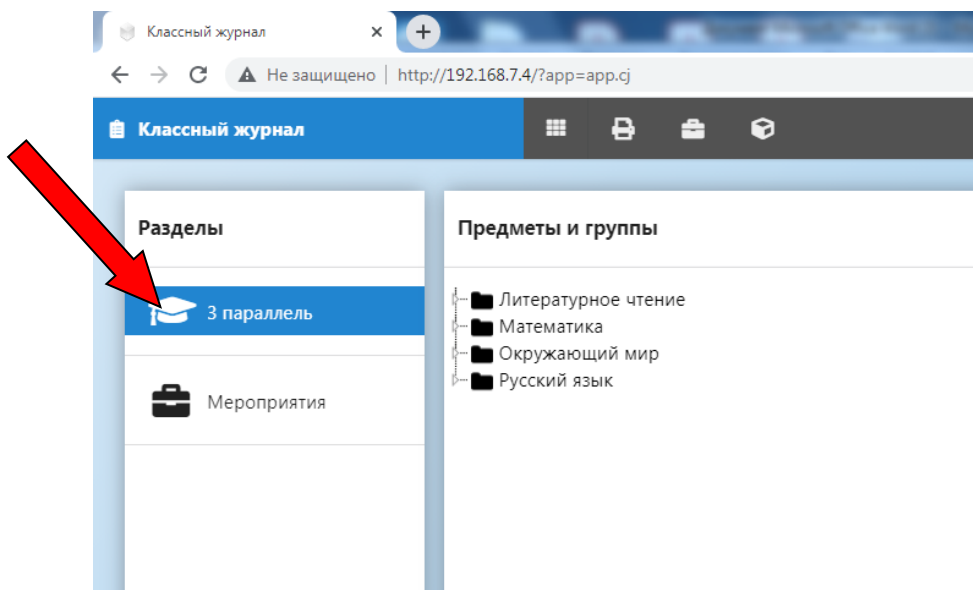 Классный журнал
Не защищено | http://192.168.7.4/?app=app.cj
Классный журнал
Разделы
Предметы и группы
3 параллель
Литературное чтение
Математика
Окружающий мир
Русский язык
Мероприятия